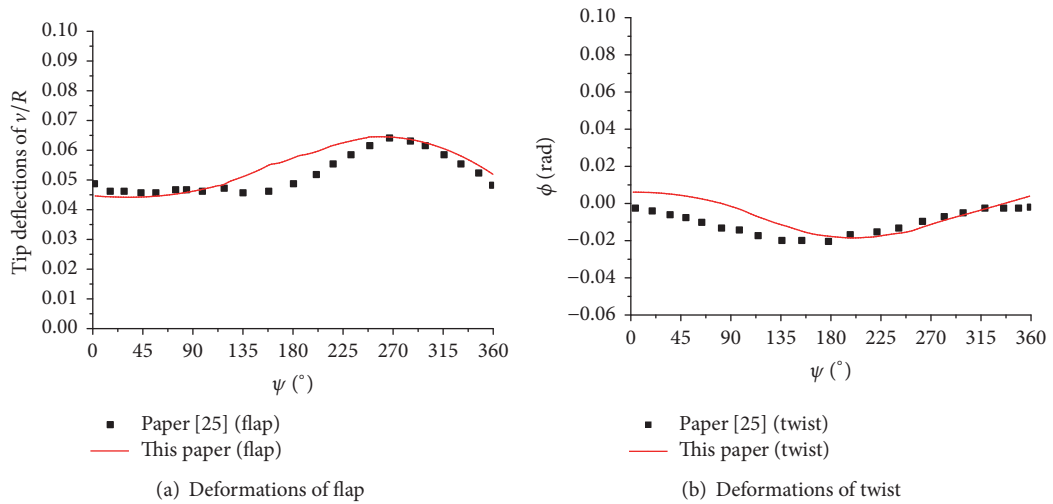 0.10
0.09
0.08
0.07
0.06
0.05
0.04
0.03
0.02
0.01
0.00
Tip deflections of v/R
0 45 90 135 180 225 270 315 360
ψ (°)
Paper [25] (flap)
This paper (flap)
(a) Deformations of flap
0.10
0.08
0.06
0.04
0.02
0.00
−0.02
−0.04
−0.06
ϕ (rad)
0 45 90 135 180 225 270 315 360
ψ (°)
Paper [25] (twist)
This paper (twist)
(b) Deformations of twist